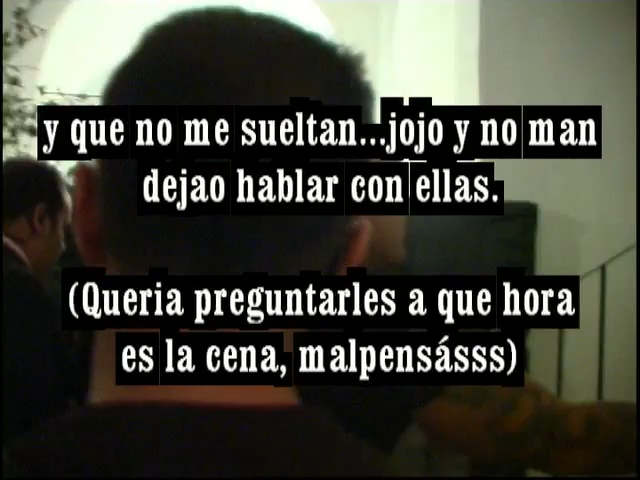 y que no me sueltan...jojo y no man
dejao hablar con ellas.
(Queria preguntarles a que hora
es la cena, malpensásss)